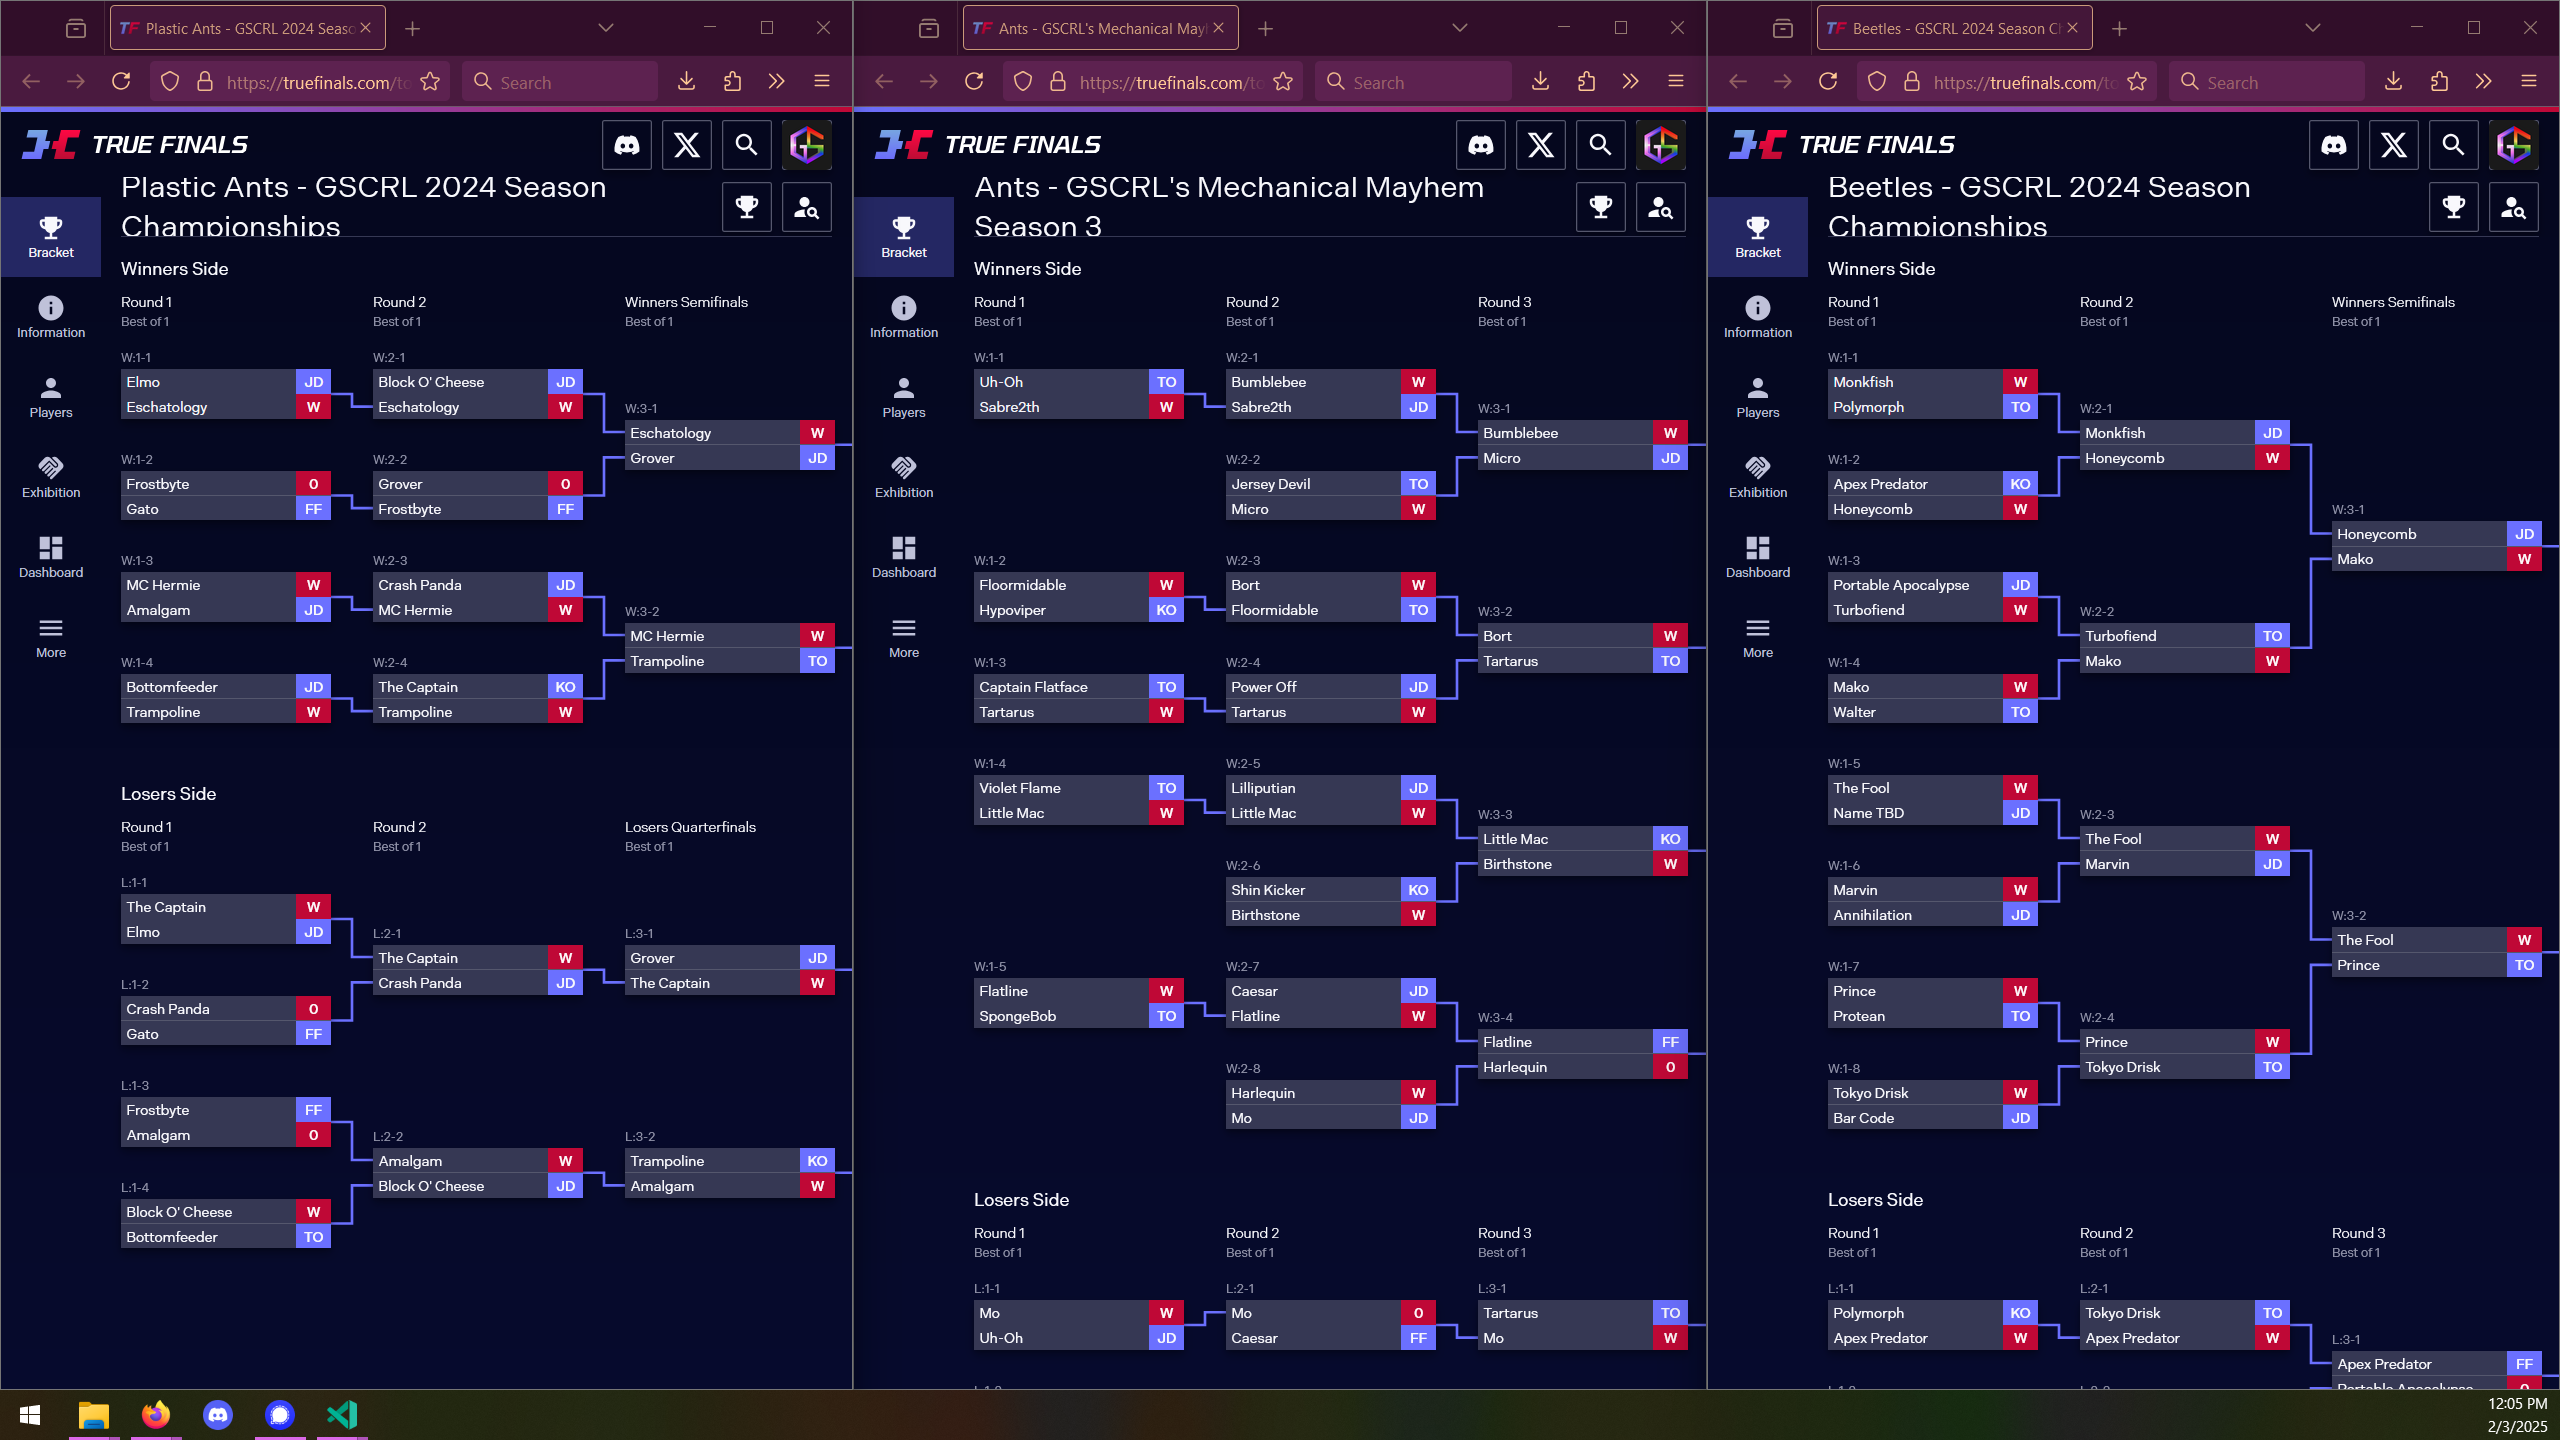 Plastic Ants - GSCRL 2024 Seaso
https://truefinals.com/to
Search
TRUE FINALS
Plastic Ants - GSCRL 2024 Season
Championships
Bracket
Information
Players
Exhibition
Dashboard
More
Winners Side
Round 1 Round 2 Winners Semifinals
Best of 1 Best of 1 Best of 1
W:1-1
Elmo JD
Eschatology W
W:1-2
Frostbyte 0
Gato FF
W:1-3
MC Hermie W
Amalgam JD
W:1-4
Bottomfeeder JD
Trampoline W
W:2-1
Block O' Cheese JD
Eschatology W
W:2-2
Grover 0
Frostbyte FF
W:2-3
Crash Panda JD
MC Hermie W
W:2-4
The Captain KO
Trampoline W
W:3-1
Eschatology W
Grover JD
W:3-2
MC Hermie W
Trampoline TO
Losers Side
Round 1 Round 2 Losers Quarterfinals
Best of 1 Best of 1 Best of 1
L:1-1
The Captain W
Elmo JD
L:1-2
Crash Panda 0
Gato FF
L:1-3
Frostbyte FF
Amalgam 0
L:1-4
Block O' Cheese W
Bottomfeeder TO
L:2-1
The Captain W
Crash Panda JD
L:2-2
Amalgam W
Block O' Cheese JD
L:3-1
Grover JD
The Captain W
L:3-2
Trampoline KO
Amalgam W
Ants - GSCRL's Mechanical May
https://truefinals.com/to
Search
TRUE FINALS
Ants - GSCRL's Mechanical Mayhem
Season 3
Bracket
Information
Players
Exhibition
Dashboard
More
Winners Side
Round 1 Round 2 Round 3
Best of 1 Best of 1 Best of 1
W:1-1
Uh-Oh TO
Sabre2th W
W:1-2
Floormidable W
Hypoviper KO
W:1-3
Captain Flatface TO
Tartarus W
W:1-4
Violet Flame TO
Little Mac W
W:1-5
Flatline W
SpongeBob TO
W:2-1
Bumblebee W
Sabre2th JD
W:2-2
Jersey Devil TO
Micro W
W:2-3
Bort W
Floormidable TO
W:2-4
Power Off JD
Tartarus W
W:2-5
Lilliputian JD
Little Mac W
W:2-6
Shin Kicker KO
Birthstone W
W:2-7
Caesar JD
Flatline W
W:2-8
Harlequin W
Mo JD
W:3-1
Bumblebee W
Micro JD
W:3-2
Bort W
Tartarus TO
W:3-3
Little Mac KO
Birthstone W
W:3-4
Flatline FF
Harlequin 0
Losers Side
Round 1 Round 2 Round 3
Best of 1 Best of 1 Best of 1
L:1-1
Mo W
Uh-Oh JD
L:2-1
Mo 0
Caesar FF
L:3-1
Tartarus TO
Mo W
Beetles - GSCRL 2024 Season C
https://truefinals.com/to
Search
TRUE FINALS
Beetles - GSCRL 2024 Season
Championships
Bracket
Information
Players
Exhibition
Dashboard
More
Winners Side
Round 1 Round 2 Winners Semifinals
Best of 1 Best of 1 Best of 1
W:1-1
Monkfish W
Polymorph TO
W:1-2
Apex Predator KO
Honeycomb W
W:1-3
Portable Apocalypse JD
Turbofiend W
W:1-4
Mako W
Walter TO
W:1-5
The Fool W
Name TBD JD
W:1-6
Marvin W
Annihilation JD
W:1-7
Prince W
Protean TO
W:1-8
Tokyo Drisk W
Bar Code JD
W:2-1
Monkfish JD
Honeycomb W
W:2-2
Turbofiend TO
Mako W
W:2-3
The Fool W
Marvin JD
W:2-4
Prince W
Tokyo Drisk TO
W:3-1
Honeycomb JD
Mako W
W:3-2
The Fool W
Prince TO
Losers Side
Round 1 Round 2 Round 3
Best of 1 Best of 1 Best of 1
L:1-1
Polymorph KO
Apex Predator W
L:2-1
Tokyo Drisk TO
Apex Predator W
L:3-1
Apex Predator FF
Portable Apocalypse 0
12:05 PM
2/3/2025